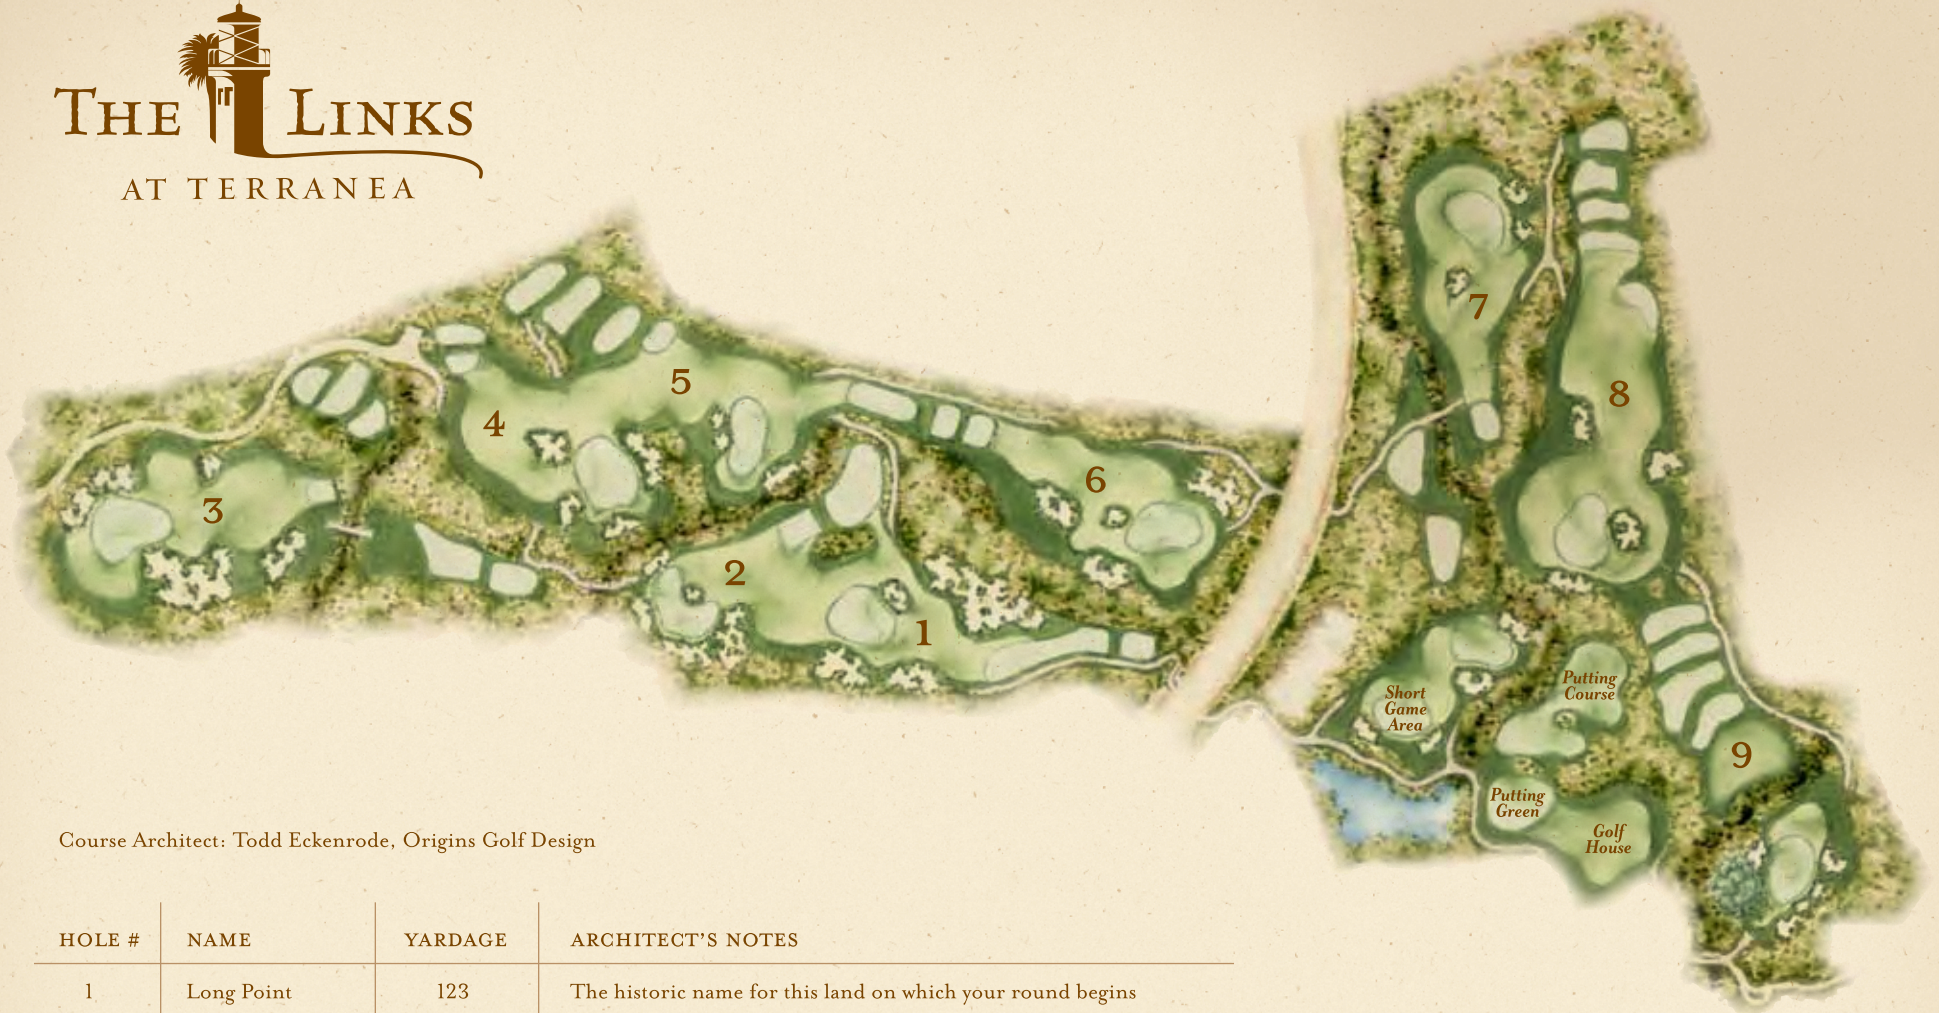 THE LINKS
AT TERRANEA
7
5
8
4
6
3
2
1
Short
Game
Area
Putting
Course
9
Putting
Green
Golf
House
Course Architect: Todd Eckenrode, Origins Golf Design
HOLE # NAME YARDAGE ARCHITECT'S NOTES
1 Long Point 123 The historic name for this land on which your round begins